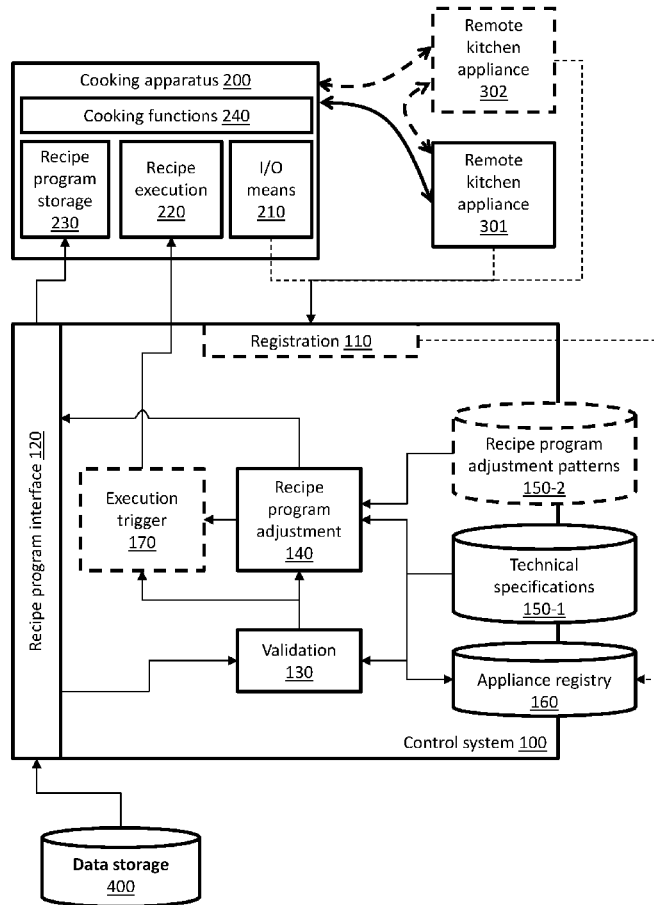 Remote
kitchen
appliance
302
Cooking apparatus 200
Cooking functions 240
Recipe
program
storage
230
Recipe
execution
220
I/O
means
210
Remote
kitchen
appliance
301
Recipe program interface 120
Registration 110
Recipe program
adjustment patterns
150-2
Execution
trigger
170
Recipe
program
adjustment
140
Technical
specifications
150-1
Validation
130
Appliance registry
160
Control system 100
Data storage
400